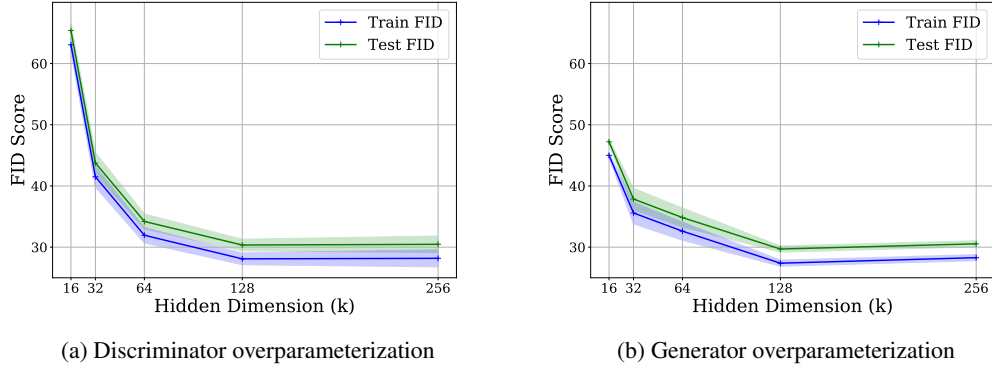 Train FID
Test FID
60
50
40
30
FID Score
16 32 64 128 256
Hidden Dimension (k)
(a) Discriminator overparameterization
Train FID
Test FID
60
50
40
30
FID Score
16 32 64 128 256
Hidden Dimension (k)
(b) Generator overparameterization